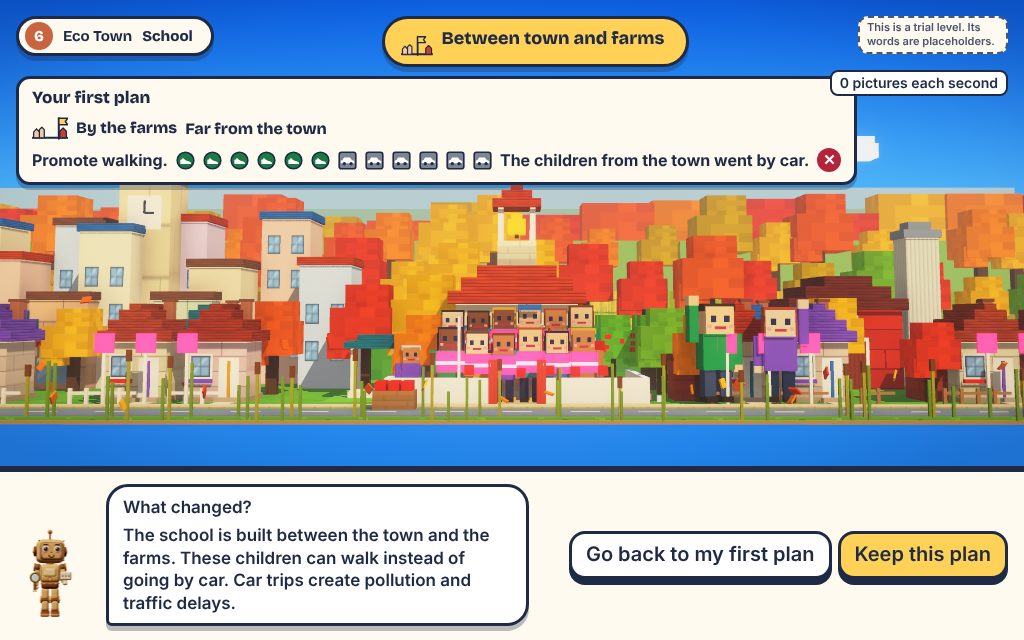 6 Eco Town School
Between town and farms
This is a trial level. Its
words are placeholders.
0 pictures each second
Your first plan
By the farms Far from the town
Promote walking. The children from the town went by car.
What changed?
The school is built between the town and the
farms. These children can walk instead of
going by car. Car trips create pollution and
traffic delays.
Go back to my first plan
Keep this plan